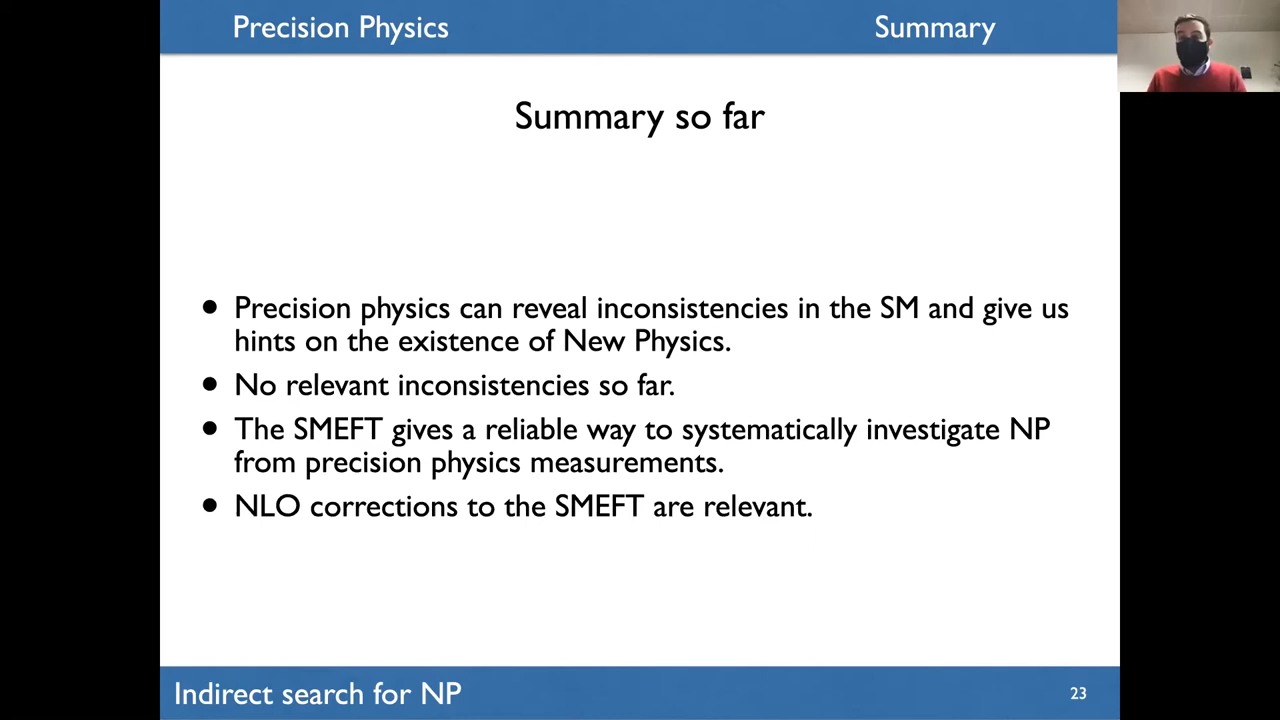 Precision Physics
Summary
Summary so far
• Precision physics can reveal inconsistencies in the SM and give us
hints on the existence of New Physics.
• No relevant inconsistencies so far.
• The SMEFT gives a reliable way to systematically investigate NP
from precision physics measurements.
• NLO corrections to the SMEFT are relevant.
Indirect search for NP
23